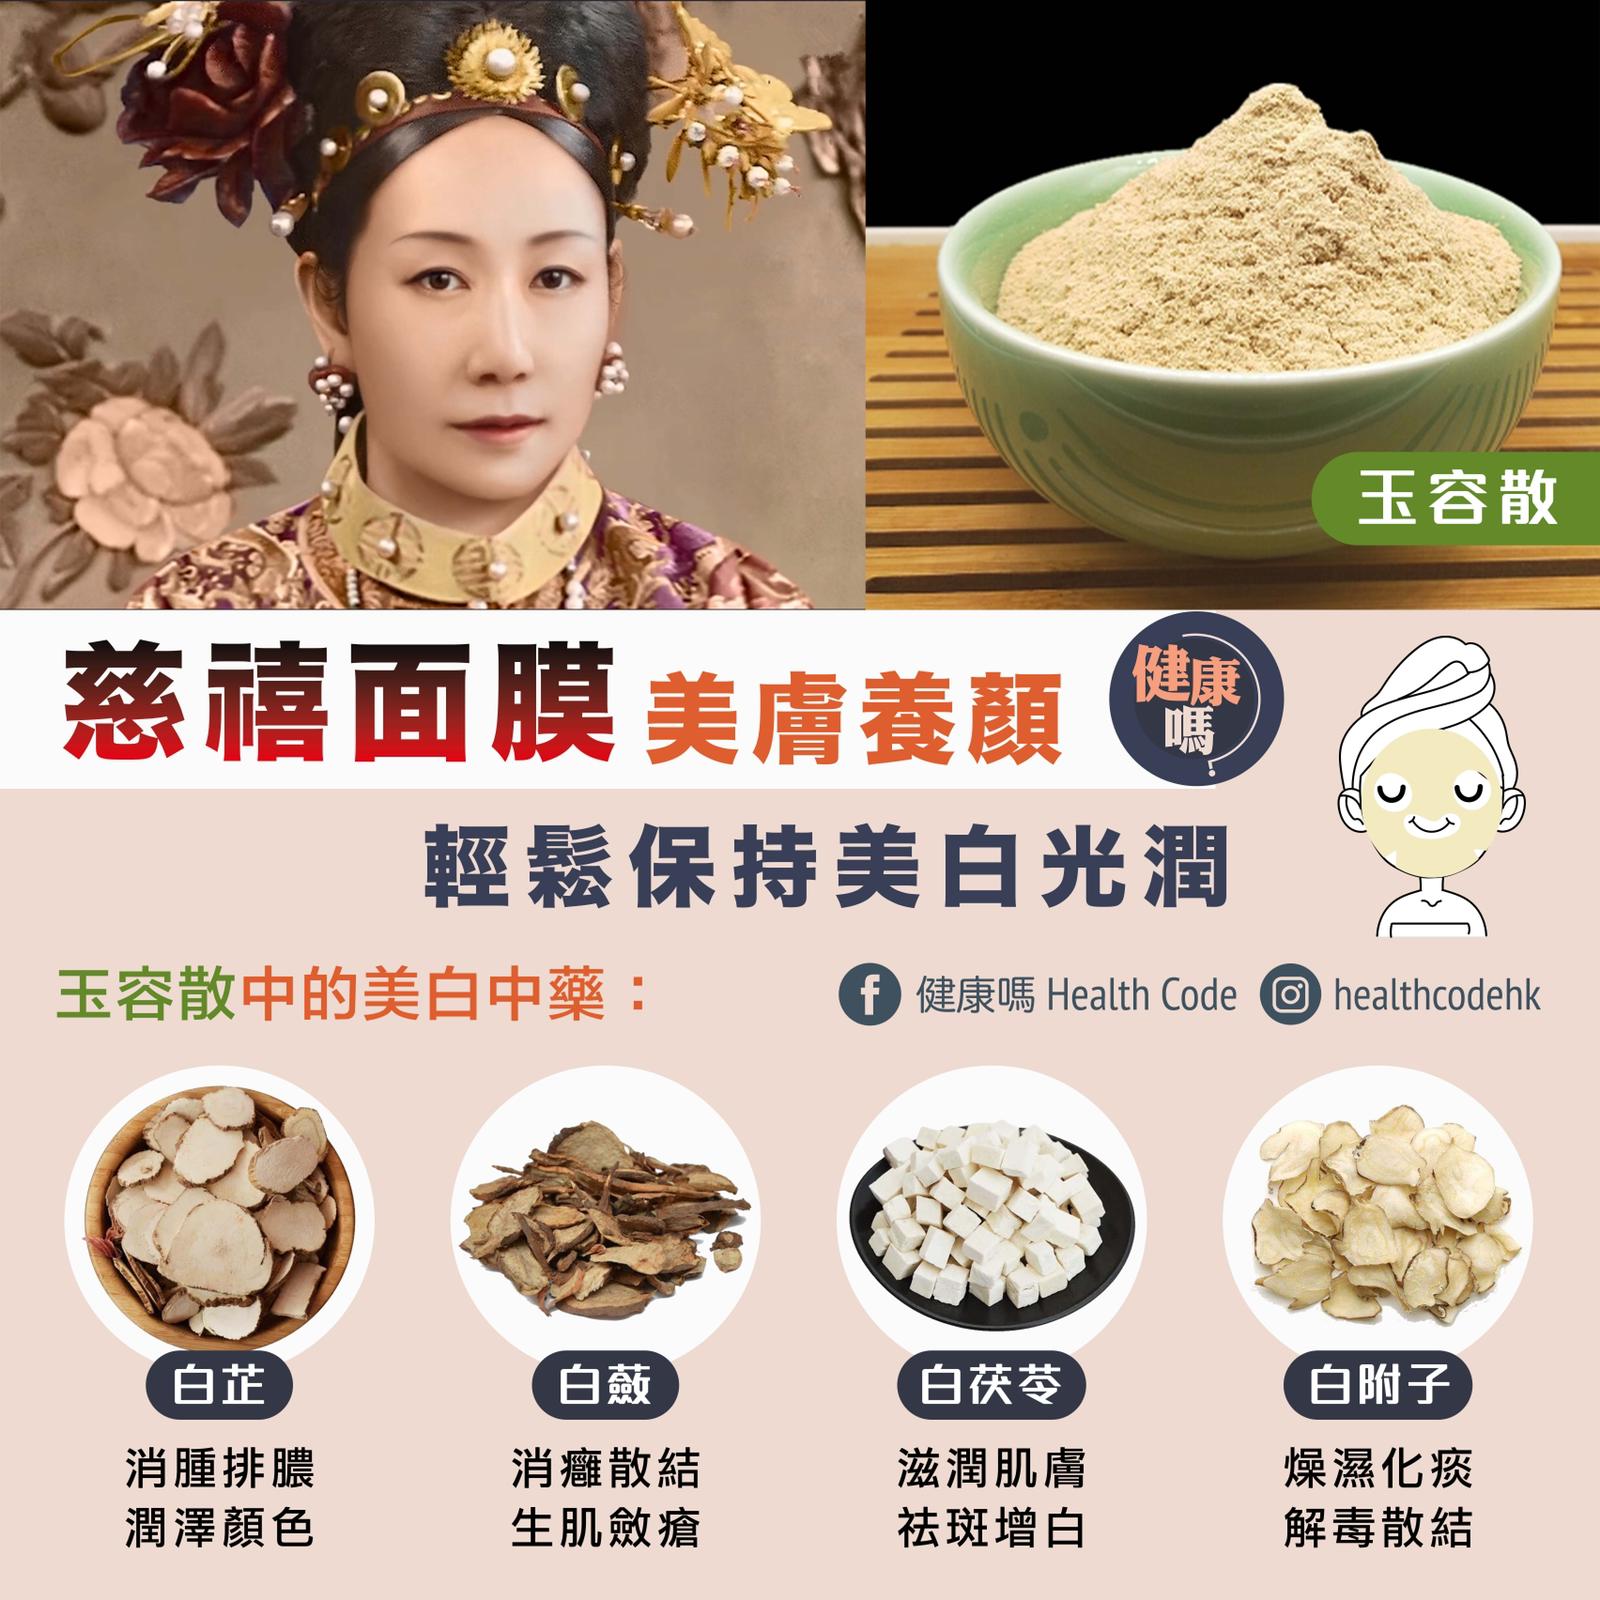 玉容散
慈禧面膜 美膚養顏
健康嗎?
輕鬆保持美白光潤
玉容散中的美白中藥：
健康嗎 Health Code healthcodehk
白芷
消腫排膿
潤澤顏色
白蘞
消癰散結
生肌斂瘡
白茯苓
滋潤肌膚
祛斑增白
白附子
燥濕化痰
解毒散結